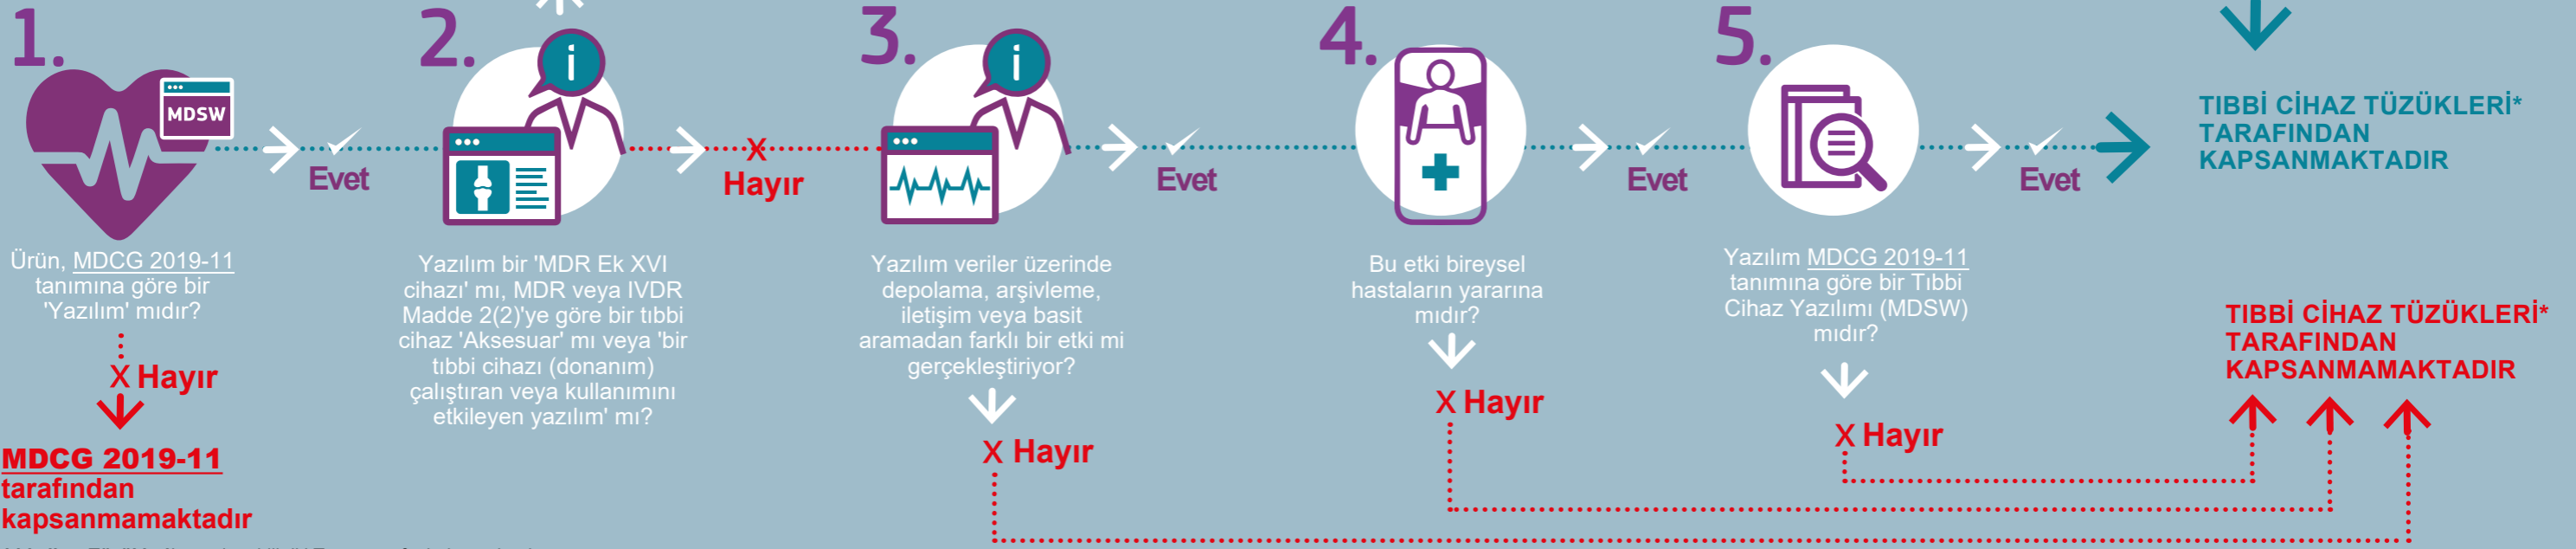 1.
MDSW
Evet
Ürün, MDCG 2019-11
tanımına göre bir
'Yazılım' mıdır?
X Hayır
MDCG 2019-11
tarafından
kapsanmamaktadır
2.
i
X
Hayır
Yazılım bir 'MDR Ek XVI
cihazı' mı, MDR veya IVDR
Madde 2(2)'ye göre bir tıbbi
cihaz 'Aksesuar' mı veya 'bir
tıbbi cihazı (donanım)
çalıştıran veya kullanımını
etkileyen yazılım' mı?
3.
i
Evet
Yazılım veriler üzerinde
depolama, arşivleme,
iletişim veya basit
aramadan farklı bir etki mi
gerçekleştiriyor?
X Hayır
4.
Evet
Bu etki bireysel
hastaların yararına
mıdır?
X Hayır
5.
Evet
Yazılım MDCG 2019-11
tanımına göre bir Tıbbi
Cihaz Yazılımı (MDSW)
mıdır?
X Hayır
TIBBİ CİHAZ TÜZÜKLERİ*
TARAFINDAN
KAPSANMAKTADIR
TIBBİ CİHAZ TÜZÜKLERİ*
TARAFINDAN
KAPSANMAMAKTADIR